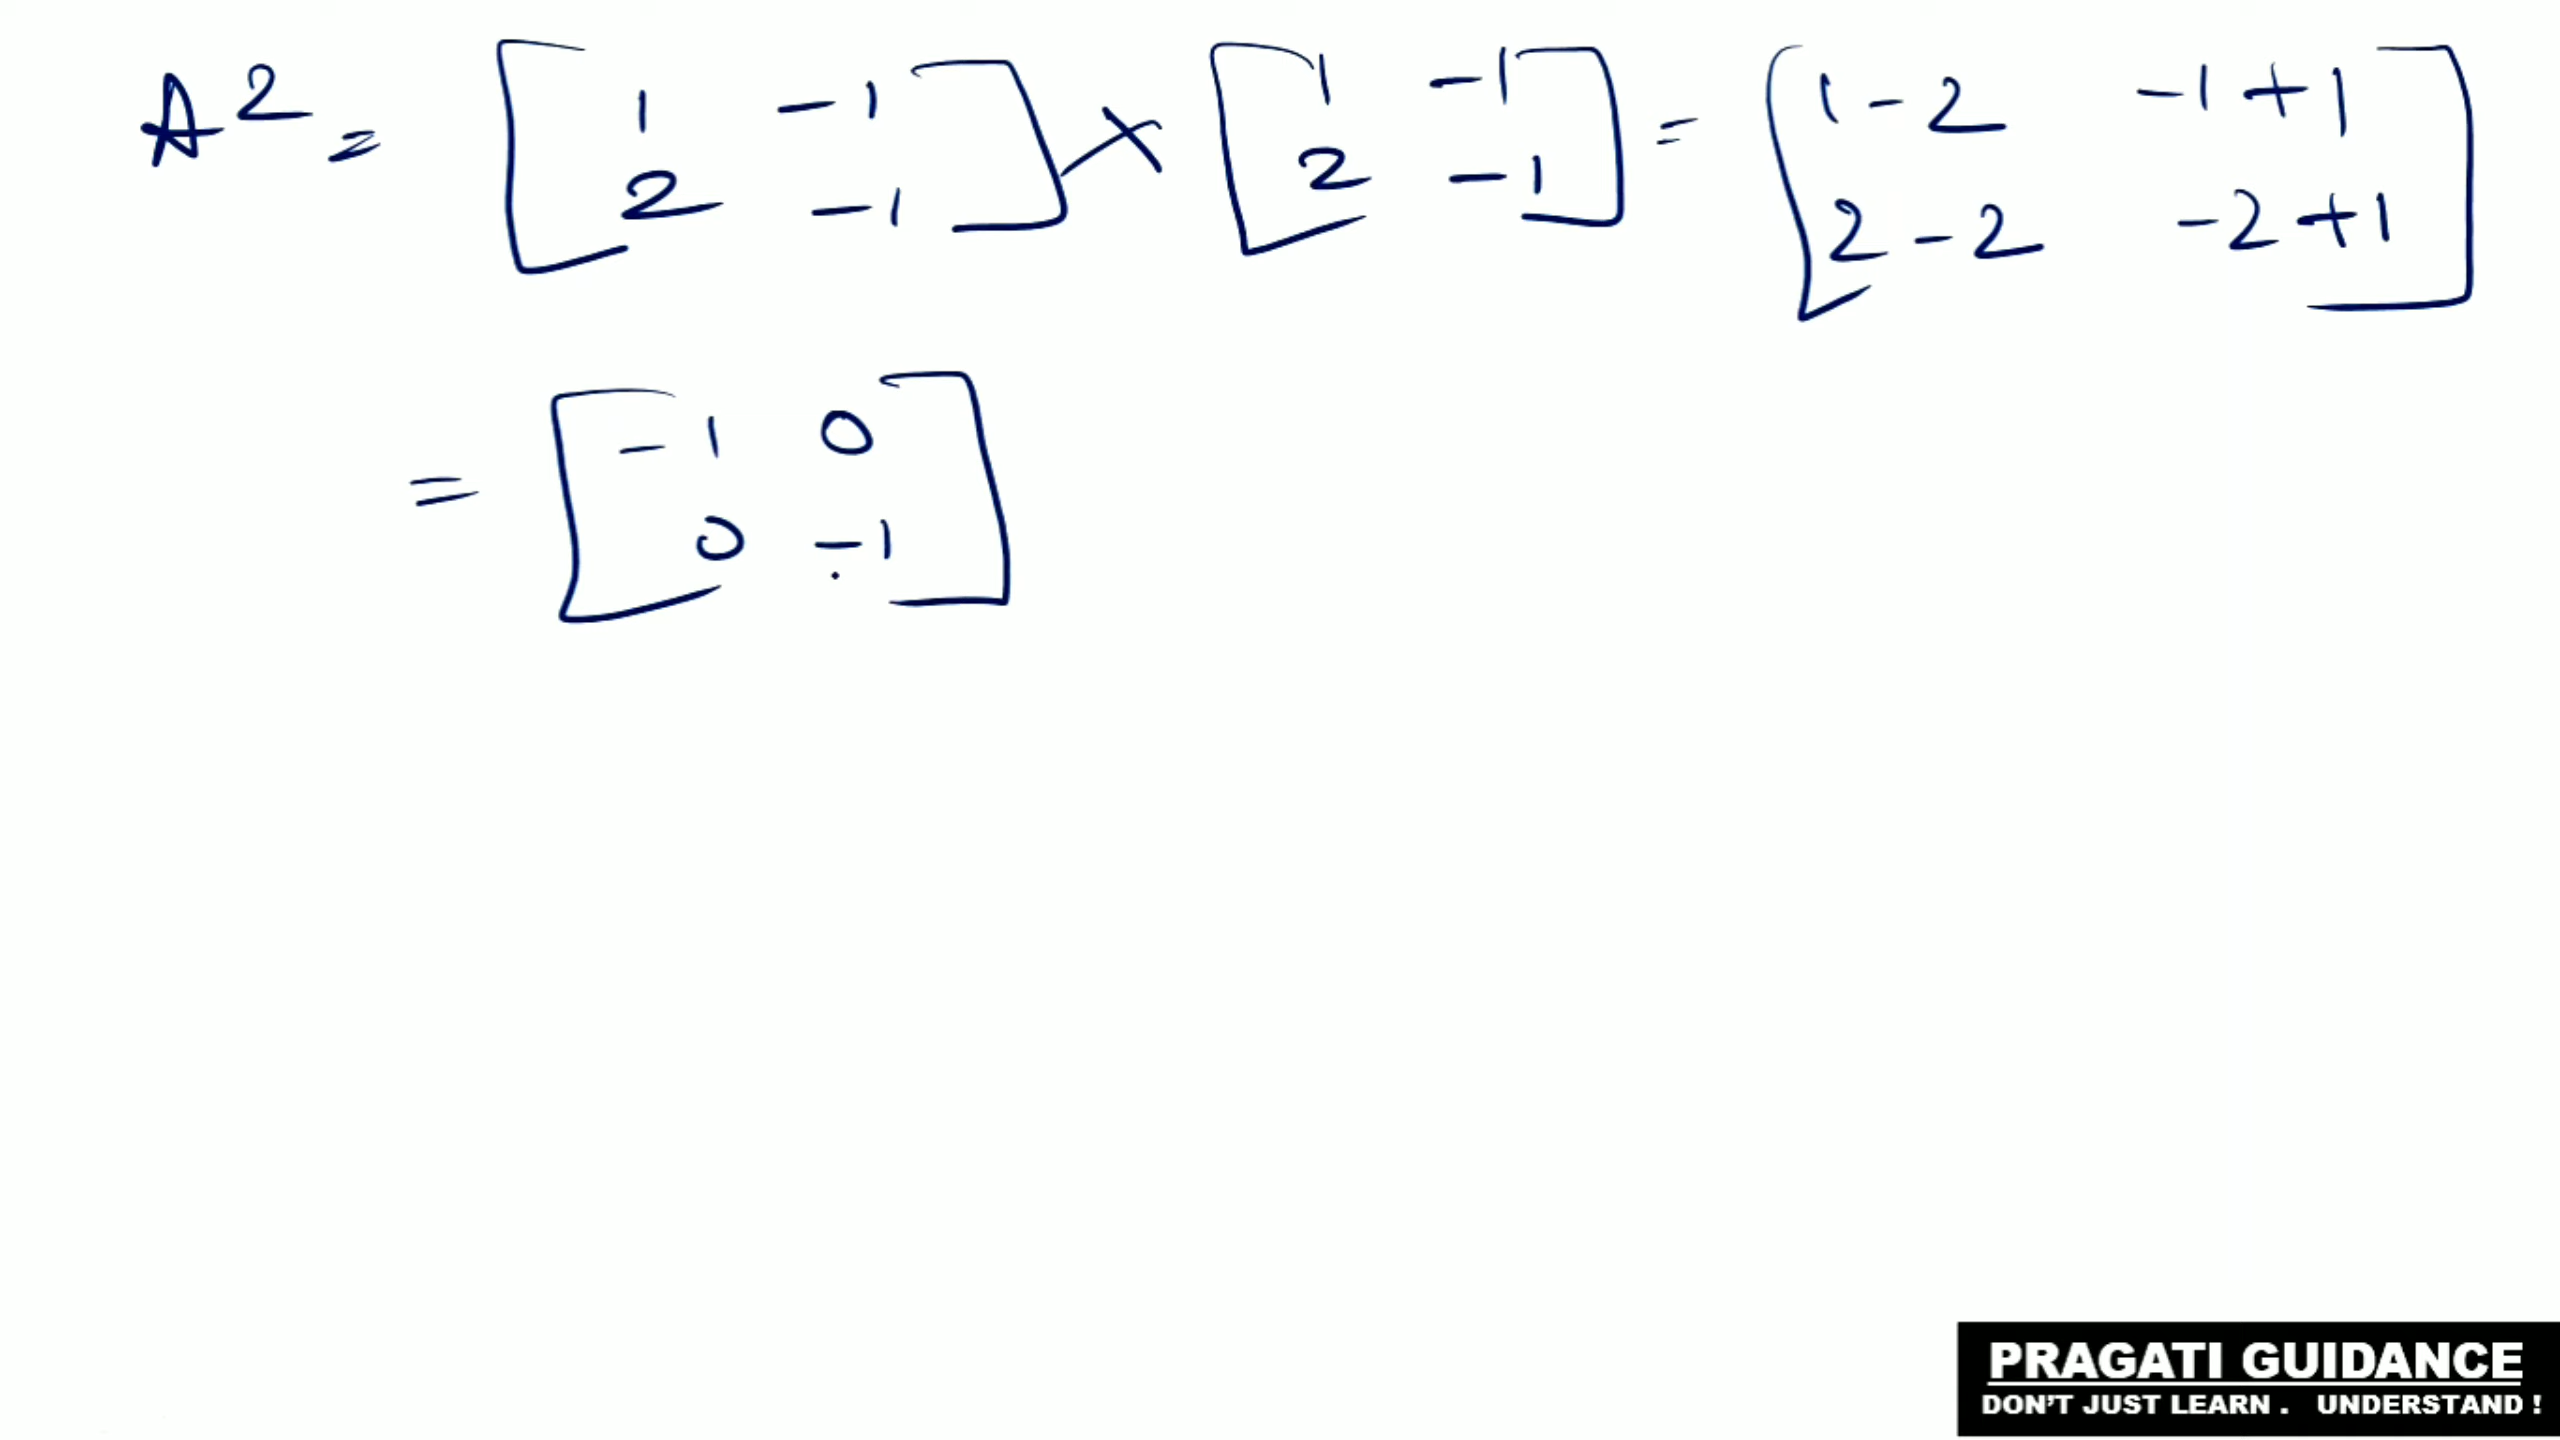 A² = [ 1 -1 ] × [ 1 -1 ] = [ 1-2 -1+1 ]
[ 2 -1 ] [ 2 -1 ] [ 2-2 -2+1 ]
= [ -1 0 ]
[ 0 -1 ]
PRAGATI GUIDANCE
DON'T JUST LEARN . UNDERSTAND !